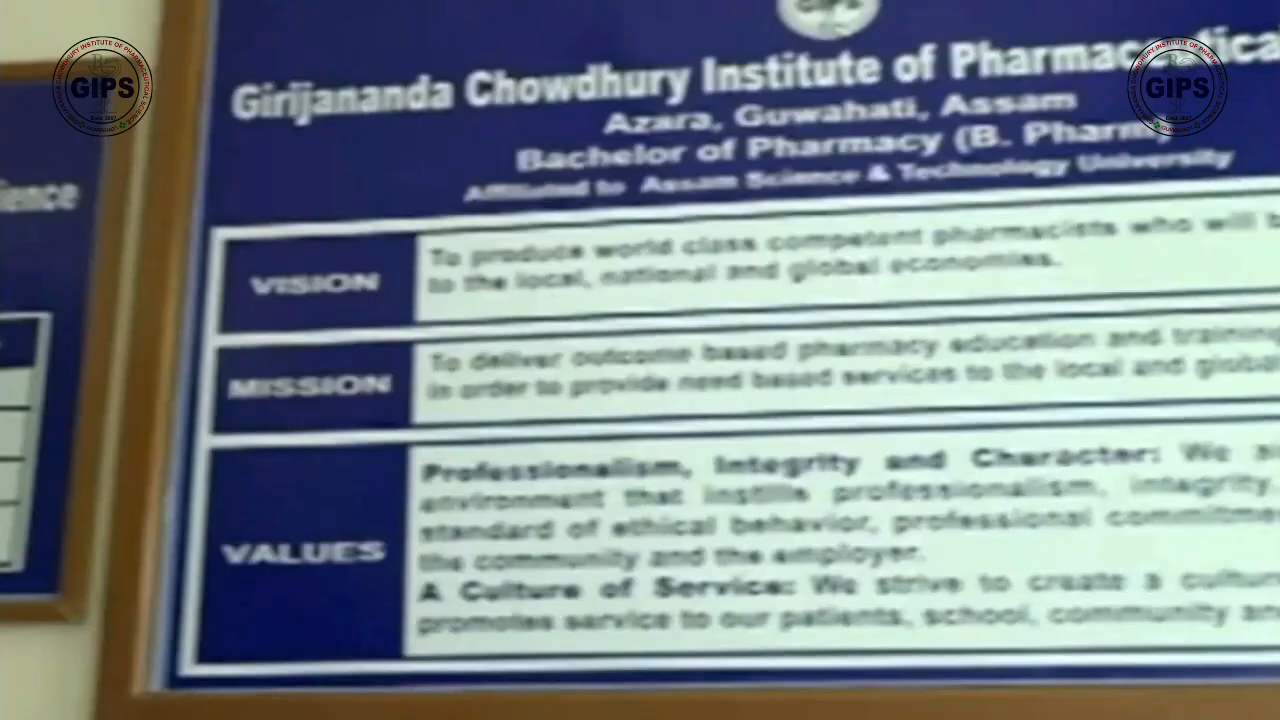 GIPS
GIPS
GIPS
Girijananda Chowdhury Institute of Pharmaceutical
Azara, Guwahati, Assam
Bachelor of Pharmacy (B. Pharm)
Affiliated to Assam Science & Technology University
VISION
To produce world class competent pharmacists who will
to the local, national and global economies.
MISSION
To deliver outcome based pharmacy education and training
in order to provide need based services to the local and global
VALUES
Professionalism, Integrity and Character: We
environment that instills professionalism, integrity,
standard of ethical behavior, professional
the community and the employer.
A Culture of Service: We strive to create a
promotes service to our patients, school, community